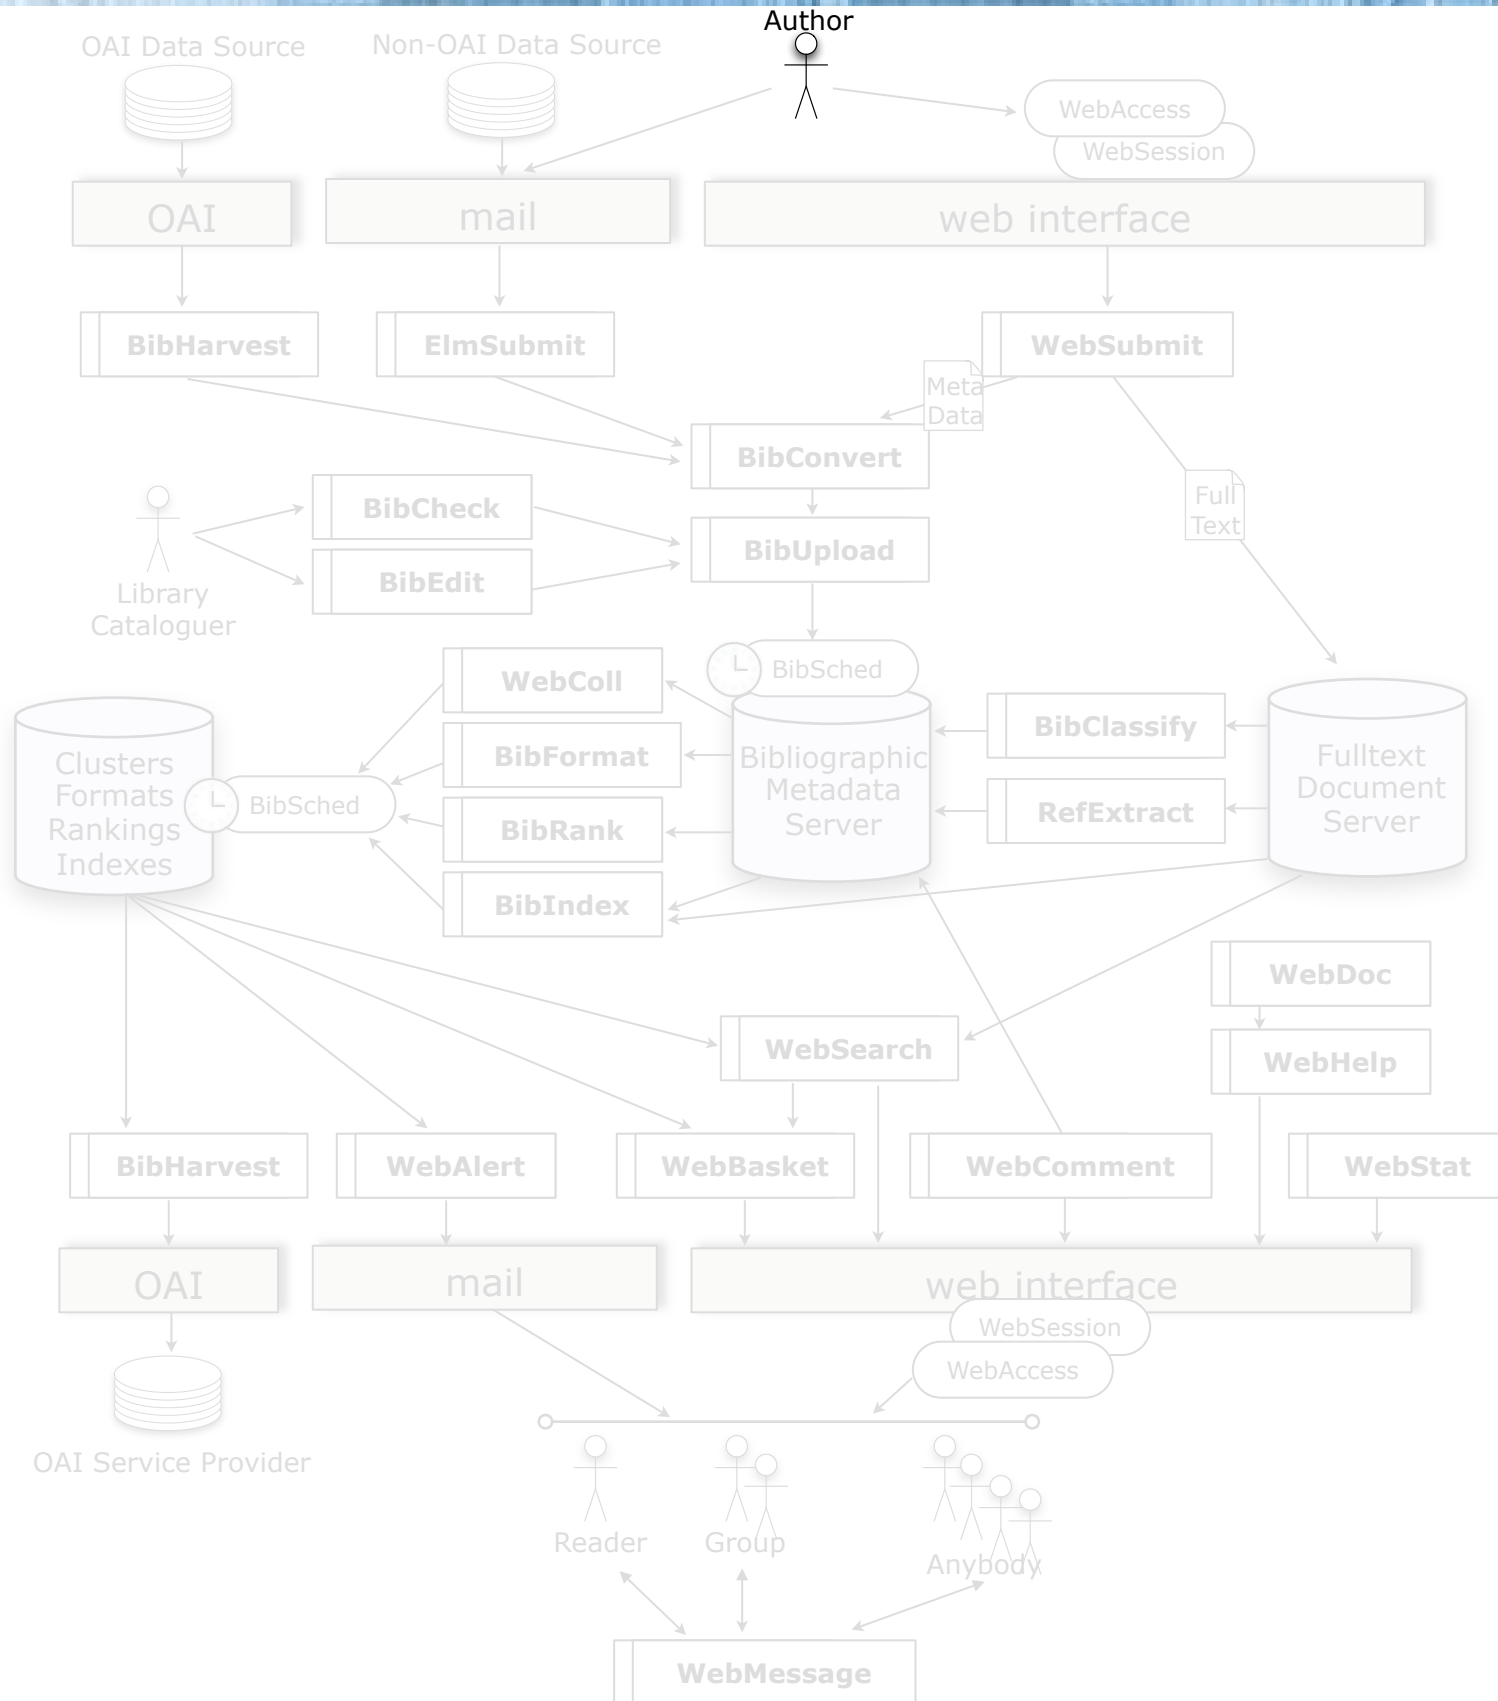 Author
OAI Data Source
Non-OAI Data Source
WebAccess
WebSession
OAI
mail
web interface
BibHarvest
ElmSubmit
WebSubmit
Meta
Data
BibConvert
Full
Text
BibCheck
BibUpload
BibEdit
Library
Cataloguer
BibSched
WebColl
BibClassify
BibFormat
Clusters
Formats
Rankings
Indexes
BibSched
Bibliographic
Metadata
Server
Fulltext
Document
Server
RefExtract
BibRank
BibIndex
WebDoc
WebSearch
WebHelp
BibHarvest
WebAlert
WebBasket
WebComment
WebStat
OAI
mail
web interface
WebSession
WebAccess
OAI Service Provider
Reader
Group
Anybody
WebMessage